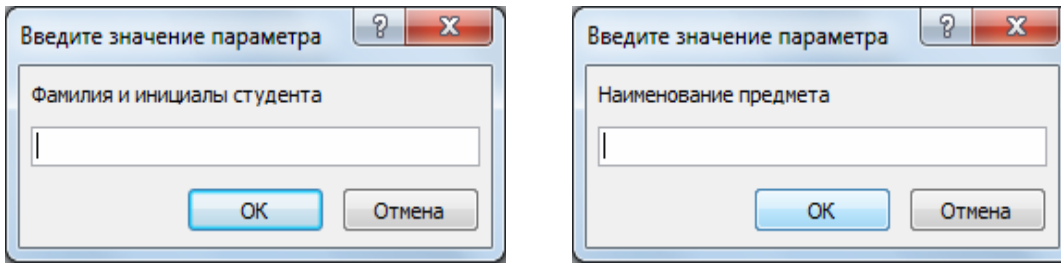 Введите значение параметра
Фамилия и инициалы студента
ОК
Отмена
Введите значение параметра
Наименование предмета
ОК
Отмена